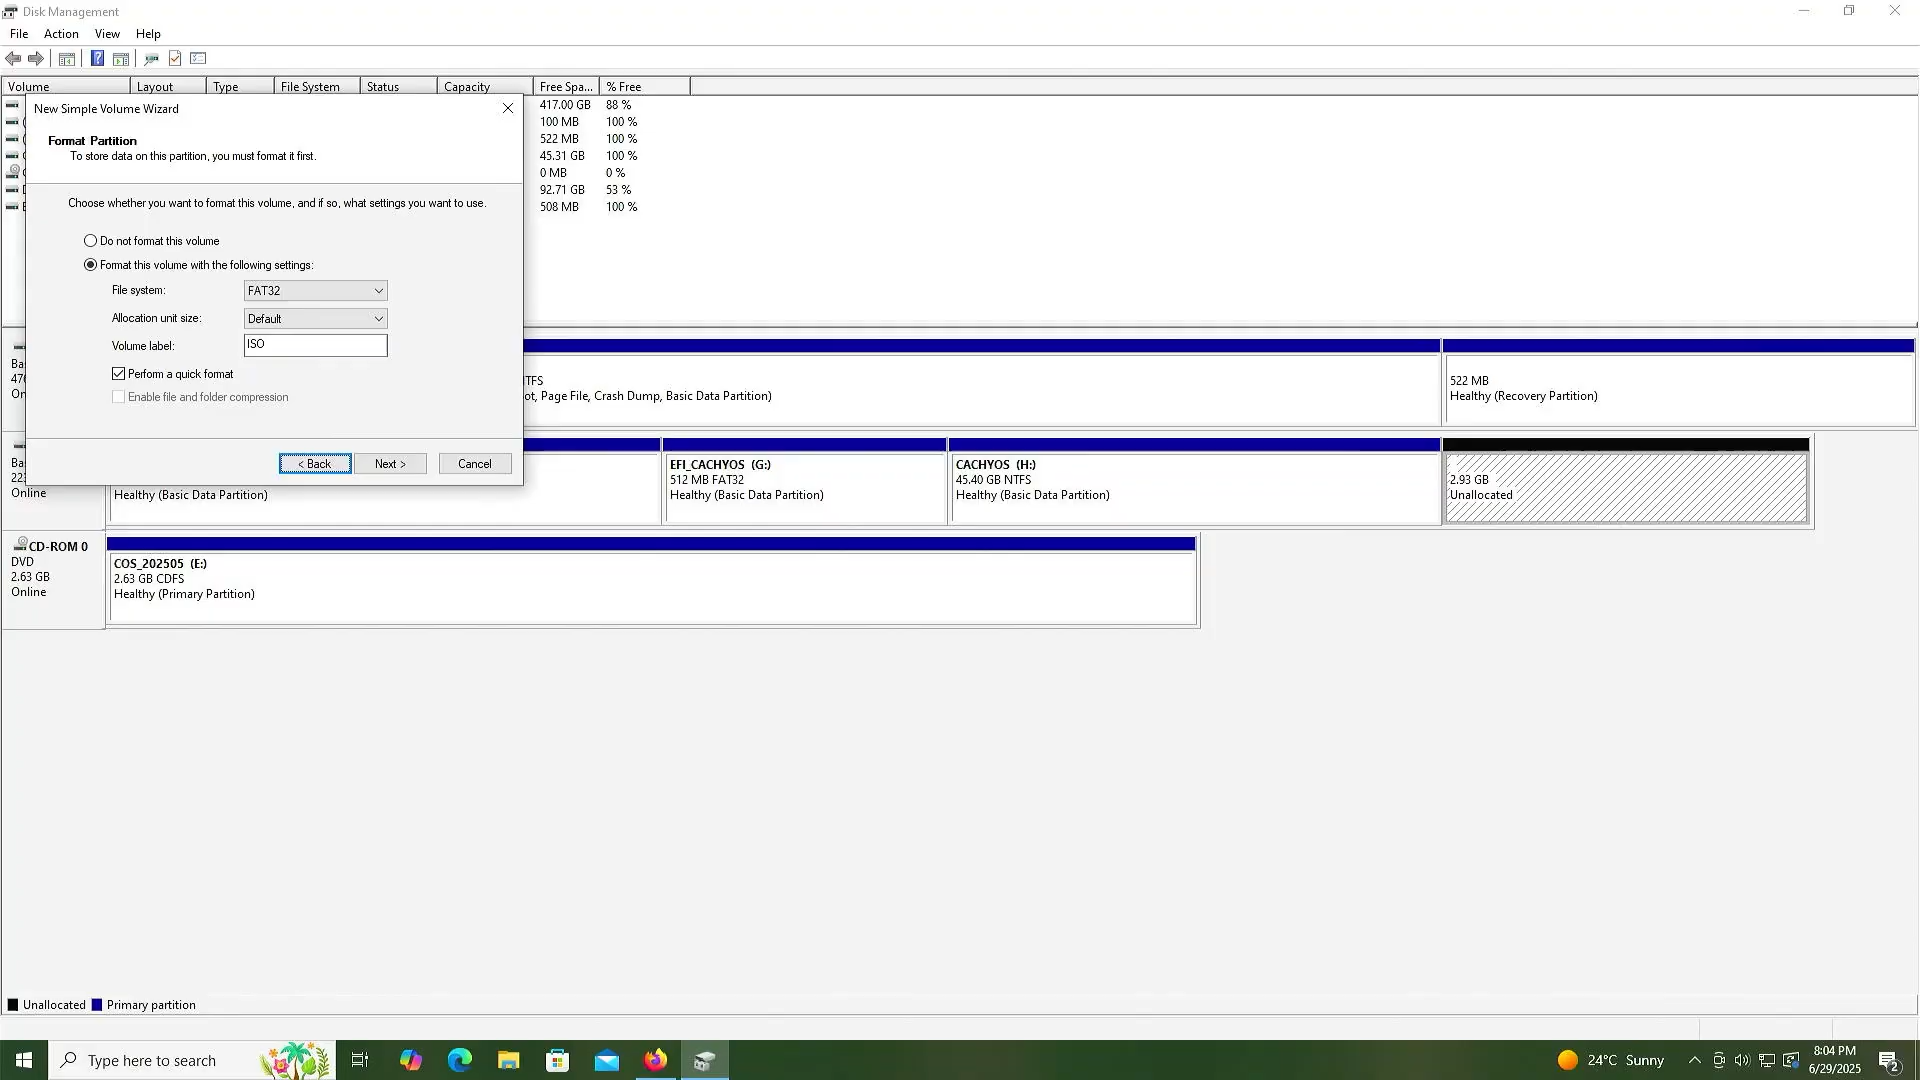 Disk Management
File Action View Help
Volume Layout Type File System Status Capacity Free Spa... % Free
417.00 GB 88 %
100 MB 100 %
522 MB 100 %
45.31 GB 100 %
0 MB 0 %
92.71 GB 53 %
508 MB 100 %
New Simple Volume Wizard
Format Partition
To store data on this partition, you must format it first.
Choose whether you want to format this volume, and if so, what settings you want to use.
Do not format this volume
Format this volume with the following settings:
File system: FAT32
Allocation unit size: Default
Volume label: ISO
Perform a quick format
Enable file and folder compression
< Back Next > Cancel
Ba
476
On
TFS
ot, Page File, Crash Dump, Basic Data Partition)
522 MB
Healthy (Recovery Partition)
Ba
223
Online
Healthy (Basic Data Partition)
EFI_CACHYOS (G:)
512 MB FAT32
Healthy (Basic Data Partition)
CACHYOS (H:)
45.40 GB NTFS
Healthy (Basic Data Partition)
2.93 GB
Unallocated
CD-ROM 0
DVD
2.63 GB
Online
COS_202505 (E:)
2.63 GB CDFS
Healthy (Primary Partition)
Unallocated Primary partition
Type here to search
24°C Sunny
8:04 PM
6/29/2025
2